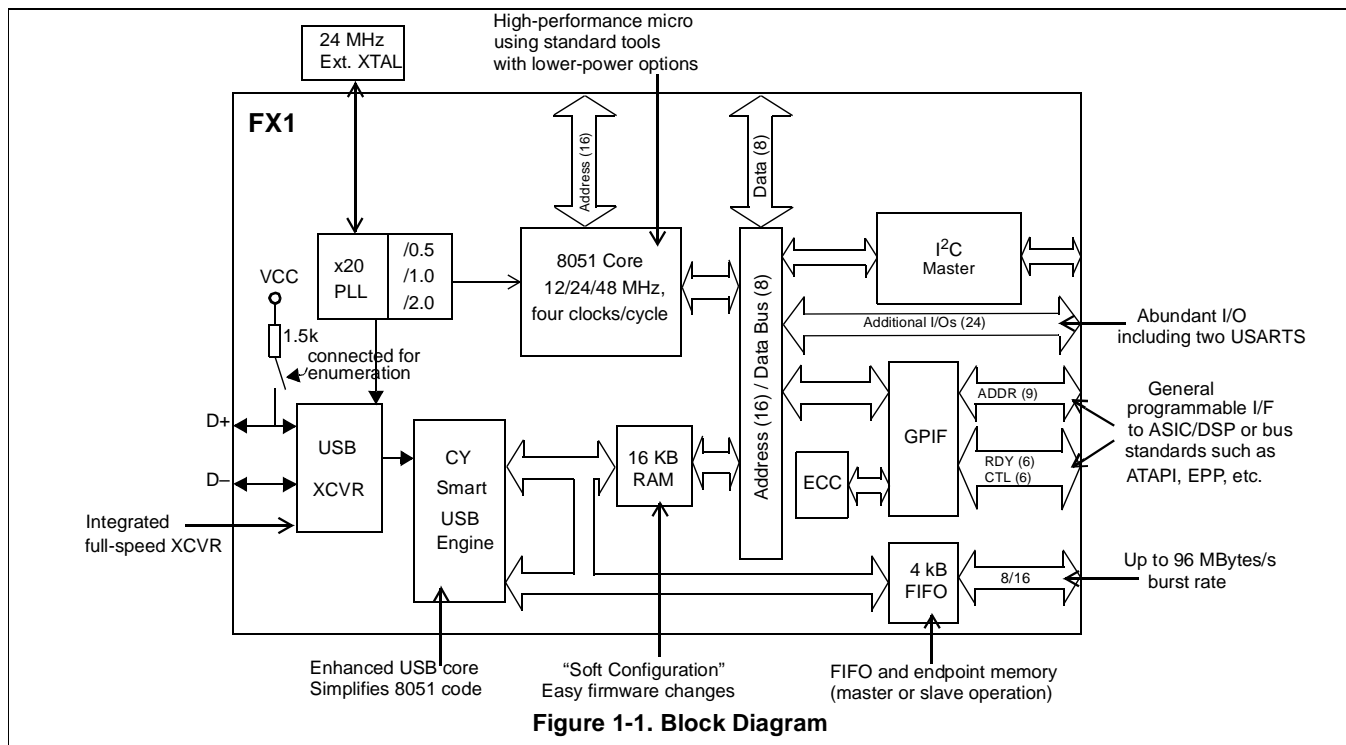 High-performance micro
using standard tools
with lower-power options
24 MHz
Ext. XTAL
FX1
Address (16)
Data (8)
x20
PLL
/0.5
/1.0
/2.0
8051 Core
12/24/48 MHz,
four clocks/cycle
Address (16) / Data Bus (8)
I2C
Master
VCC
1.5k
connected for
enumeration
Additional I/Os (24)
Abundant I/O
including two USARTS
D+
D–
USB
XCVR
Integrated
full-speed XCVR
CY
Smart
USB
Engine
16 KB
RAM
ECC
GPIF
ADDR (9)
RDY (6)
CTL (6)
General
programmable I/F
to ASIC/DSP or bus
standards such as
ATAPI, EPP, etc.
4 kB
FIFO
8/16
Up to 96 MBytes/s
burst rate
Enhanced USB core
Simplifies 8051 code
“Soft Configuration”
Easy firmware changes
FIFO and endpoint memory
(master or slave operation)
Figure 1-1. Block Diagram